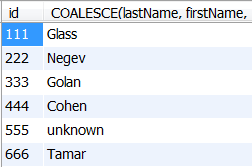 id COALESCE(lastName, firstName,
111 Glass
222 Negev
333 Golan
444 Cohen
555 unknown
666 Tamar